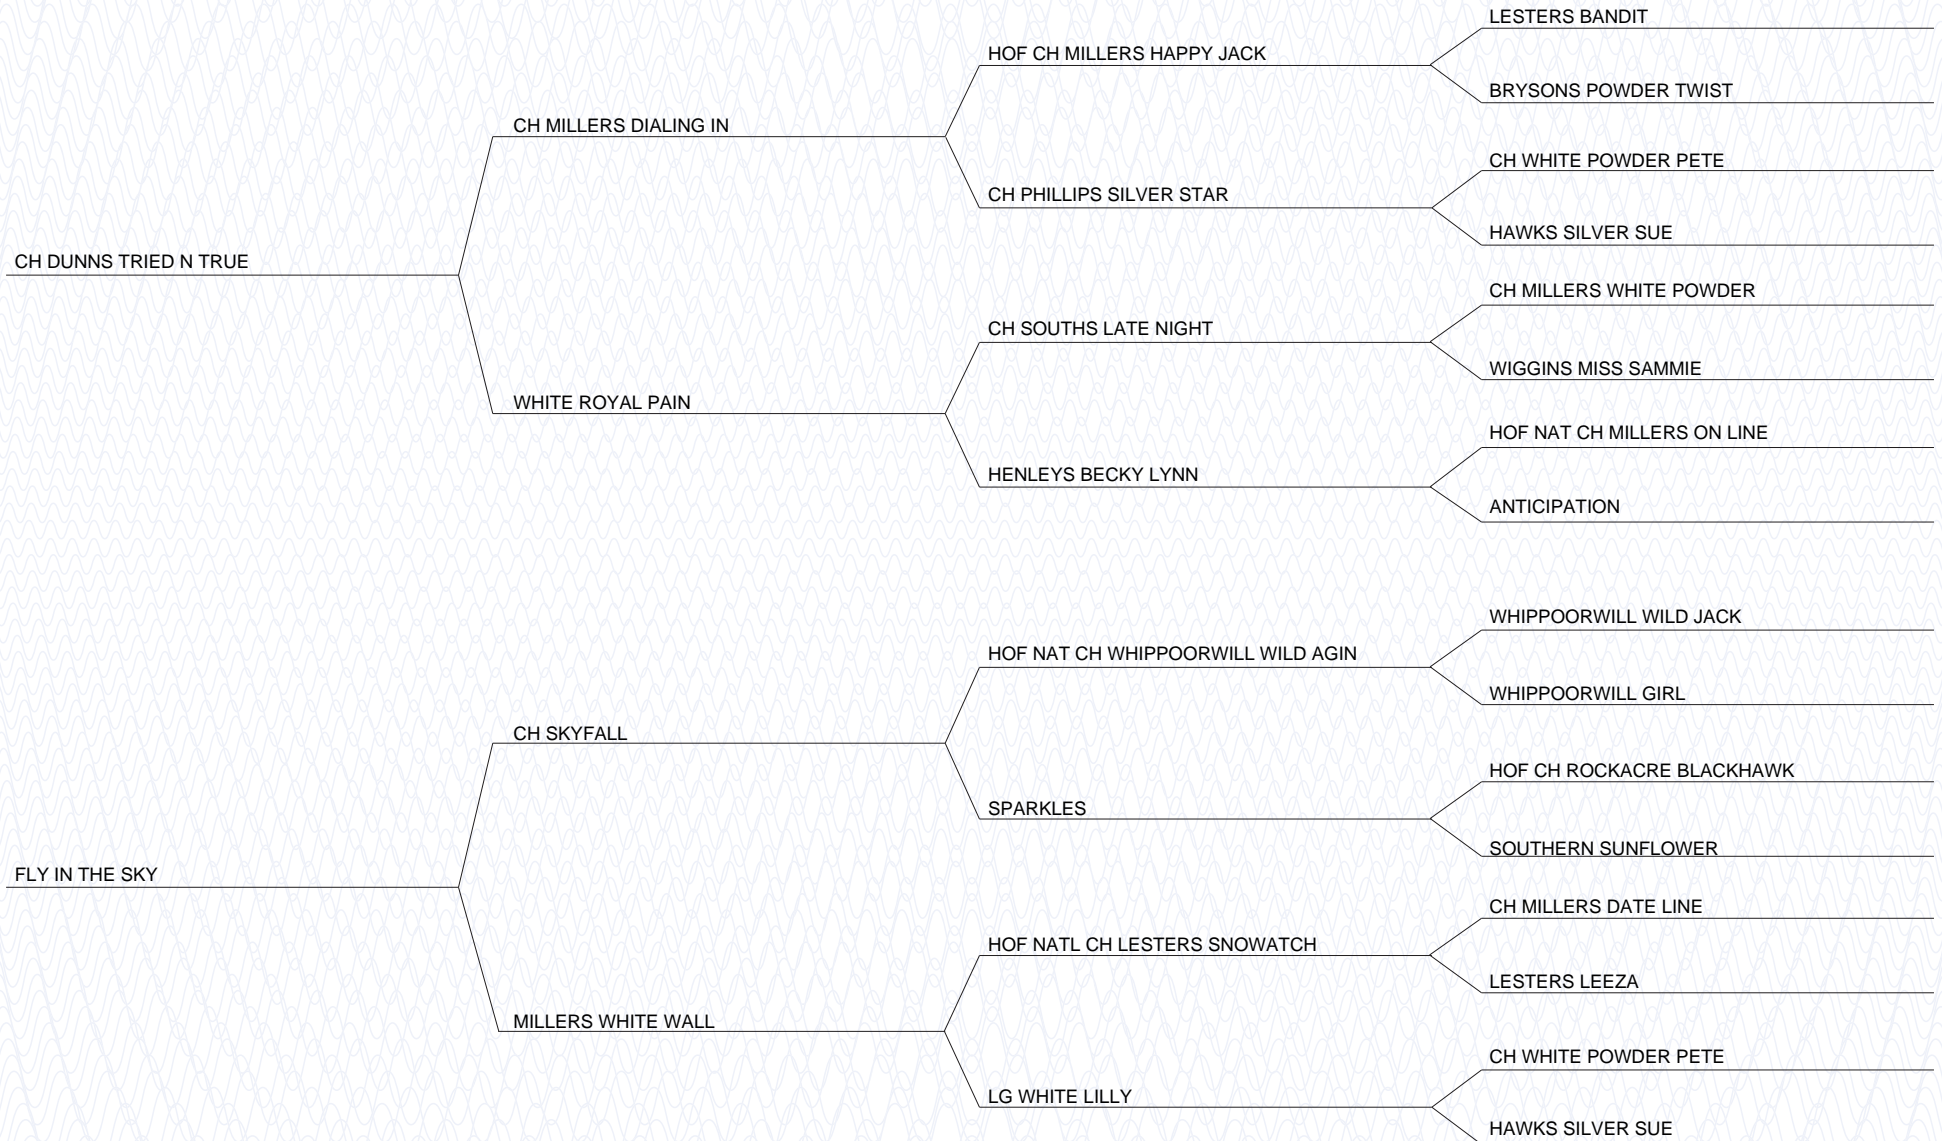 LESTERS BANDIT
HOF CH MILLERS HAPPY JACK
BRYSONS POWDER TWIST
CH MILLERS DIALING IN
CH WHITE POWDER PETE
CH PHILLIPS SILVER STAR
HAWKS SILVER SUE
CH DUNNS TRIED N TRUE
CH MILLERS WHITE POWDER
CH SOUTHS LATE NIGHT
WIGGINS MISS SAMMIE
WHITE ROYAL PAIN
HOF NAT CH MILLERS ON LINE
HENLEYS BECKY LYNN
ANTICIPATION
WHIPPOORWILL WILD JACK
HOF NAT CH WHIPPOORWILL WILD AGIN
WHIPPOORWILL GIRL
CH SKYFALL
HOF CH ROCKACRE BLACKHAWK
SPARKLES
SOUTHERN SUNFLOWER
FLY IN THE SKY
CH MILLERS DATE LINE
HOF NATL CH LESTERS SNOWATCH
LESTERS LEEZA
MILLERS WHITE WALL
CH WHITE POWDER PETE
LG WHITE LILLY
HAWKS SILVER SUE